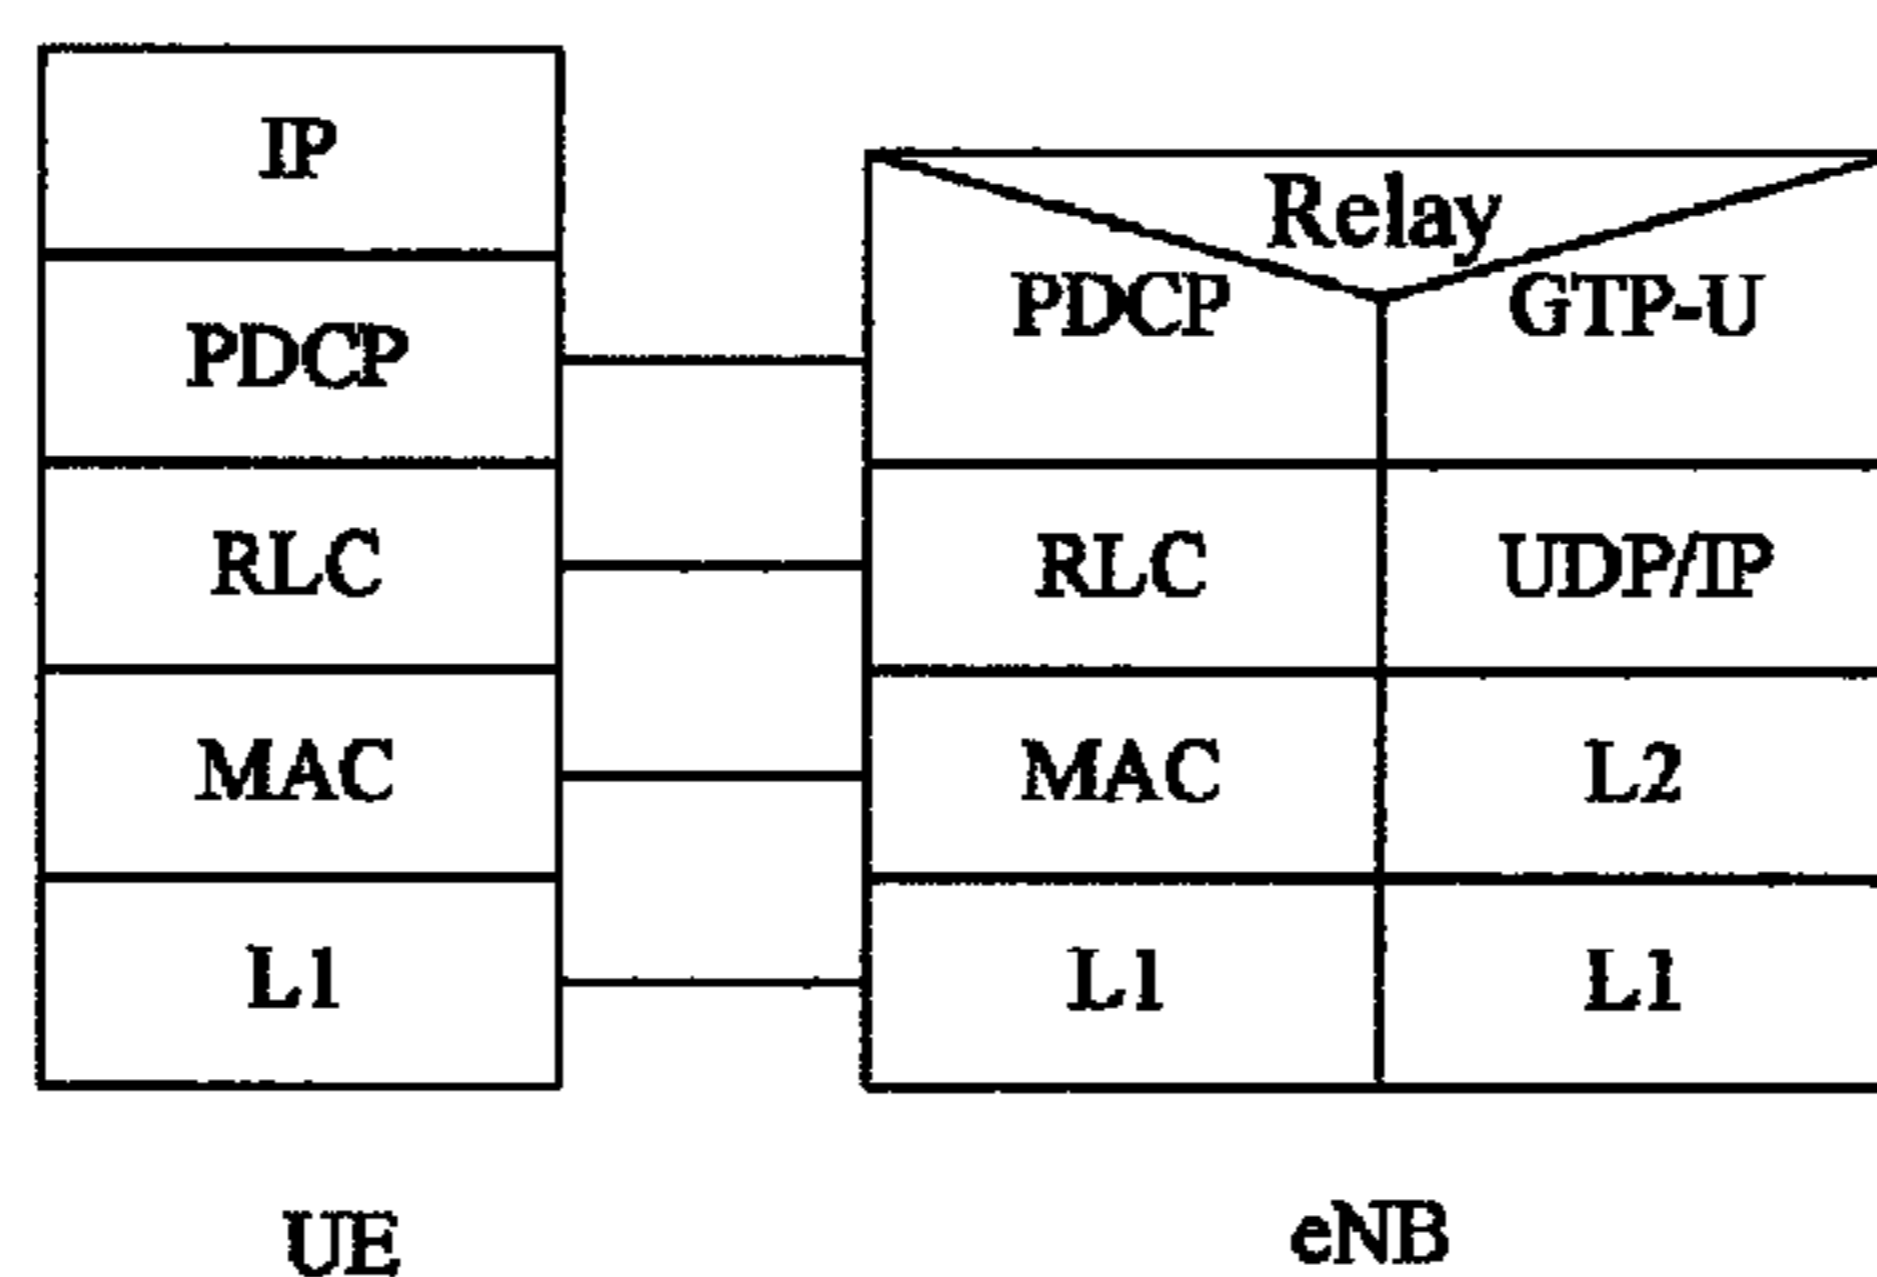 IP
PDCP
RLC
MAC
L1
UE
Relay
PDCP
GTP-U
RLC
UDP/IP
MAC
L2
L1
L1
eNB